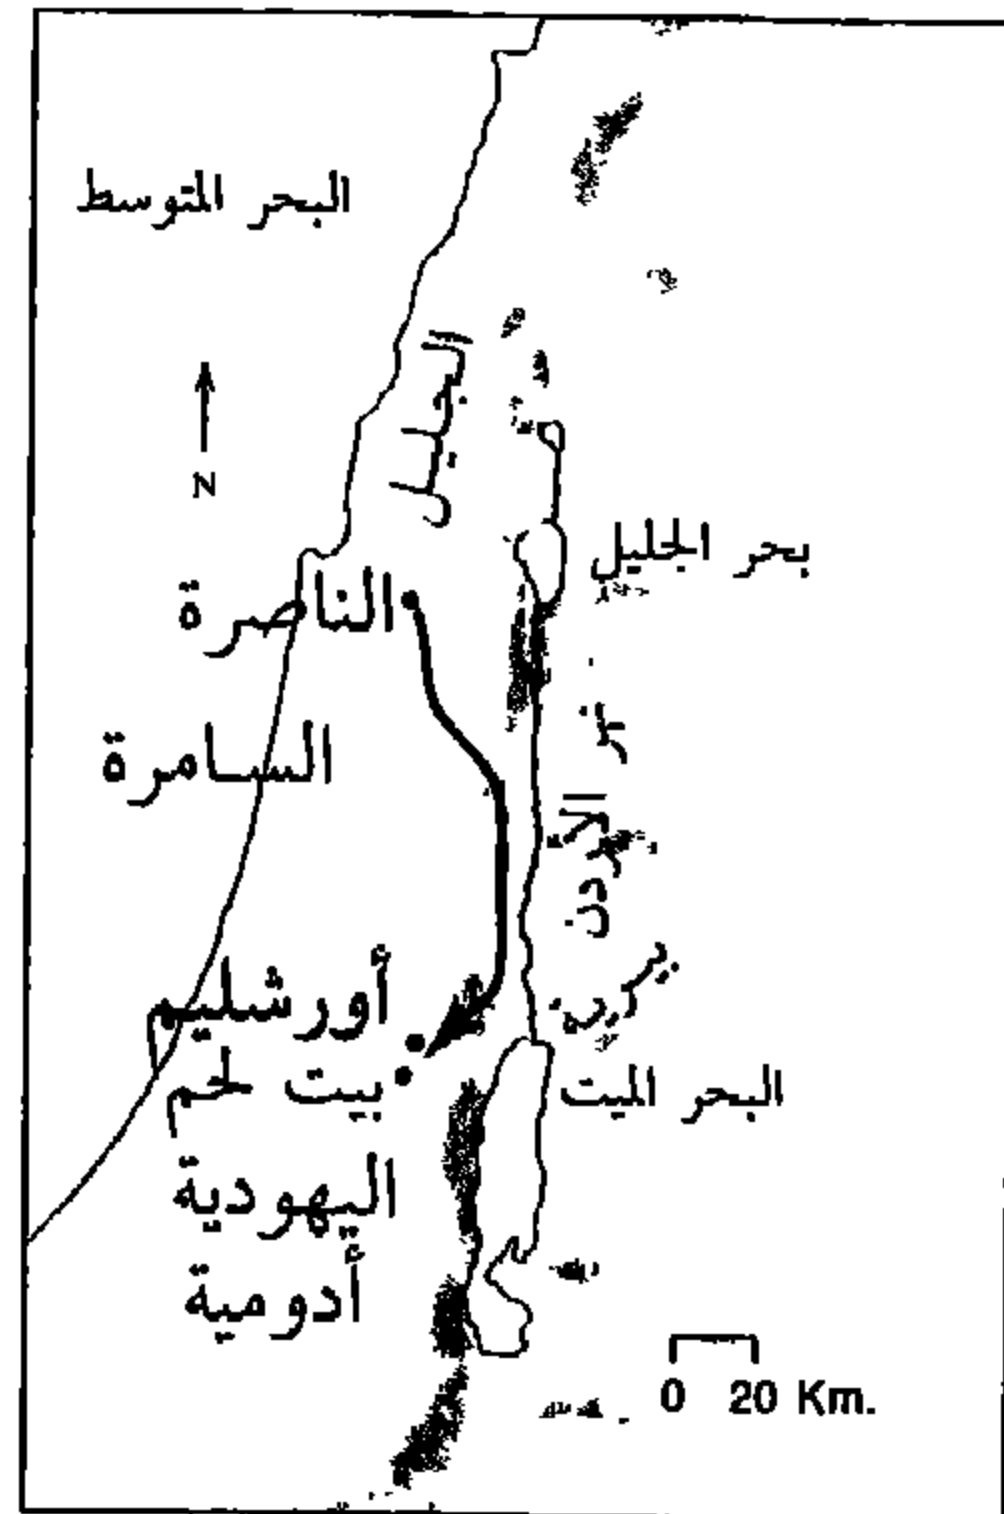 البحر المتوسط
الجليل
N
بحر الجليل
الناصرة
نهر الأردن
السامرة
أورشليم
بيرية
بيت لحم
البحر الميت
اليهودية
أدومية
0 20 Km.